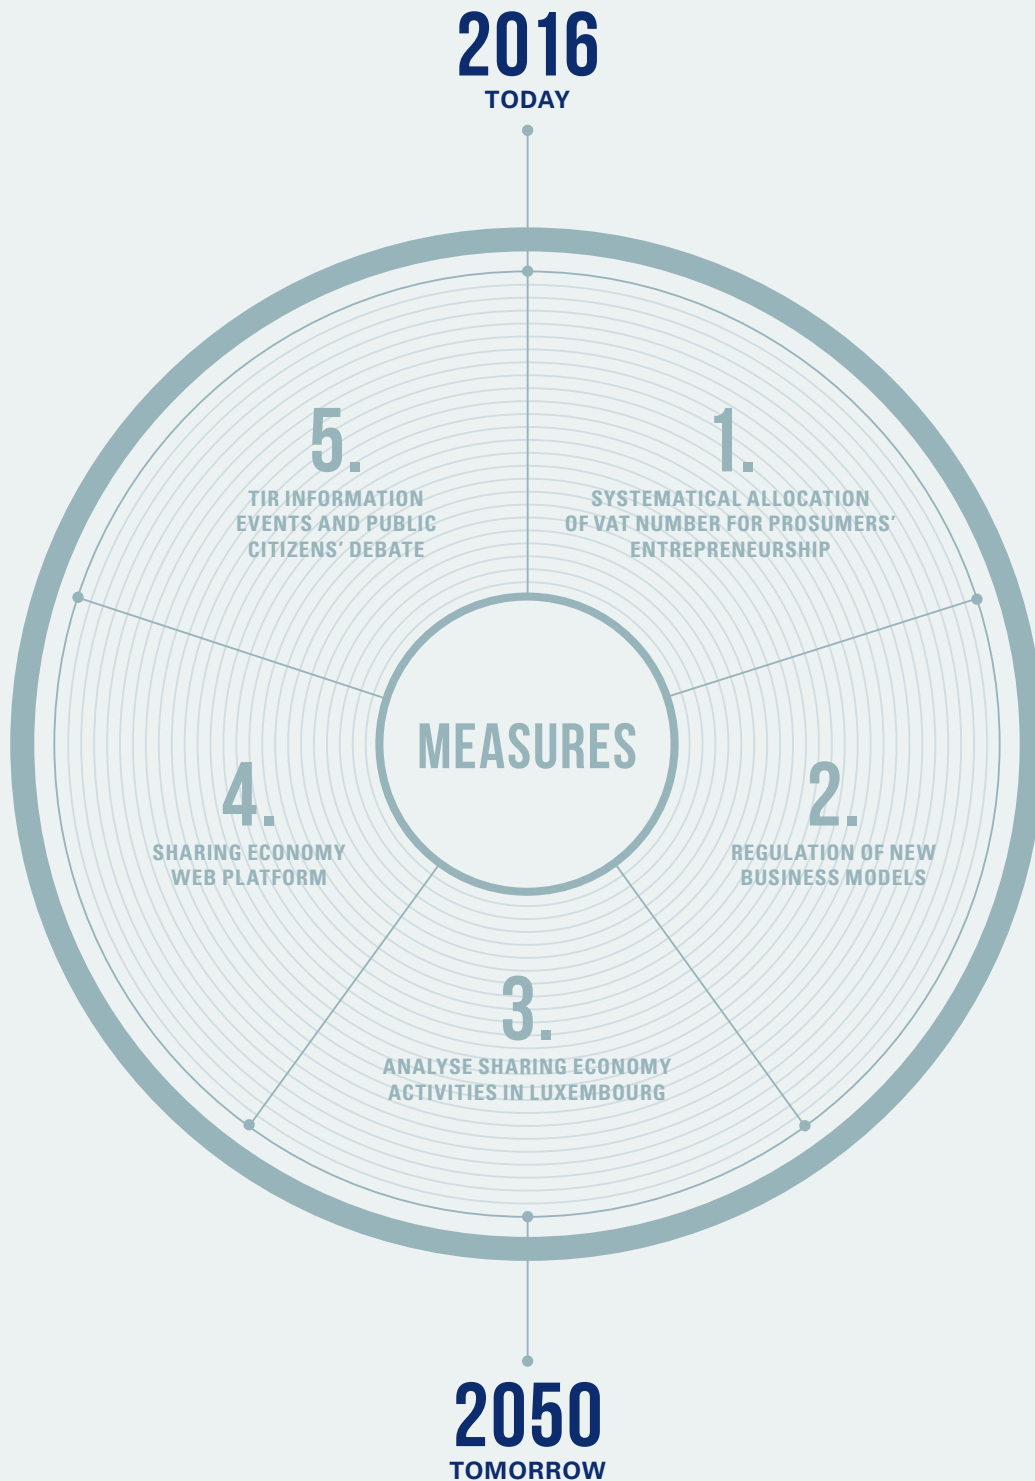 2016
TODAY
5.
TIR INFORMATION
EVENTS AND PUBLIC
CITIZENS' DEBATE
1.
SYSTEMATICAL ALLOCATION
OF VAT NUMBER FOR PROSUMERS'
ENTREPRENEURSHIP
MEASURES
4.
SHARING ECONOMY
WEB PLATFORM
2.
REGULATION OF NEW
BUSINESS MODELS
3.
ANALYSE SHARING ECONOMY
ACTIVITIES IN LUXEMBOURG
2050
TOMORROW